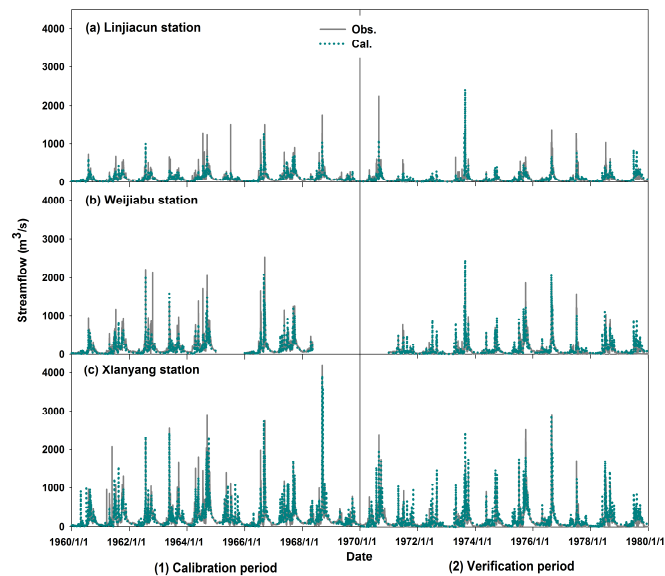 (a) Linjiacun station
Obs.
Cal.
4000
3000
2000
1000
0
(b) Weijiabu station
4000
3000
2000
1000
0
(c) Xianyang station
4000
3000
2000
1000
0
Streamflow (m³/s)
1960/1/1 1962/1/1 1964/1/1 1966/1/1 1968/1/1 1970/1/1 1972/1/1 1974/1/1 1976/1/1 1978/1/1 1980/1/1
Date
(1) Calibration period (2) Verification period